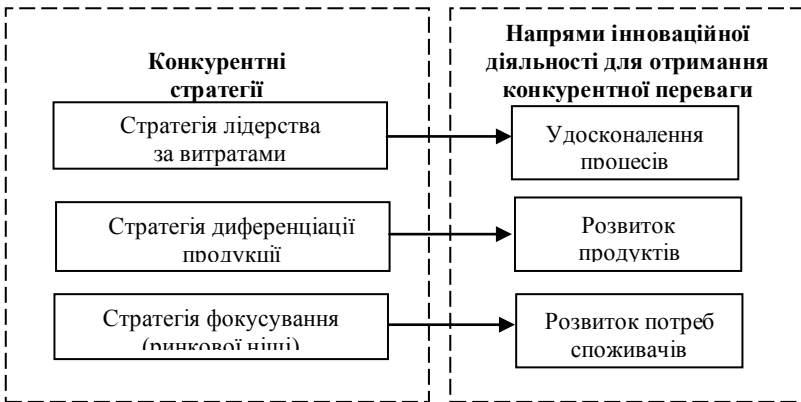 Конкурентні
стратегії
Стратегія лідерства
за витратами
Стратегія диференціації
продукції
Стратегія фокусування
(ринкової ніші)
Напрями інноваційної
діяльності для отримання
конкурентної переваги
Удосконалення
процесів
Розвиток
продуктів
Розвиток потреб
споживачів